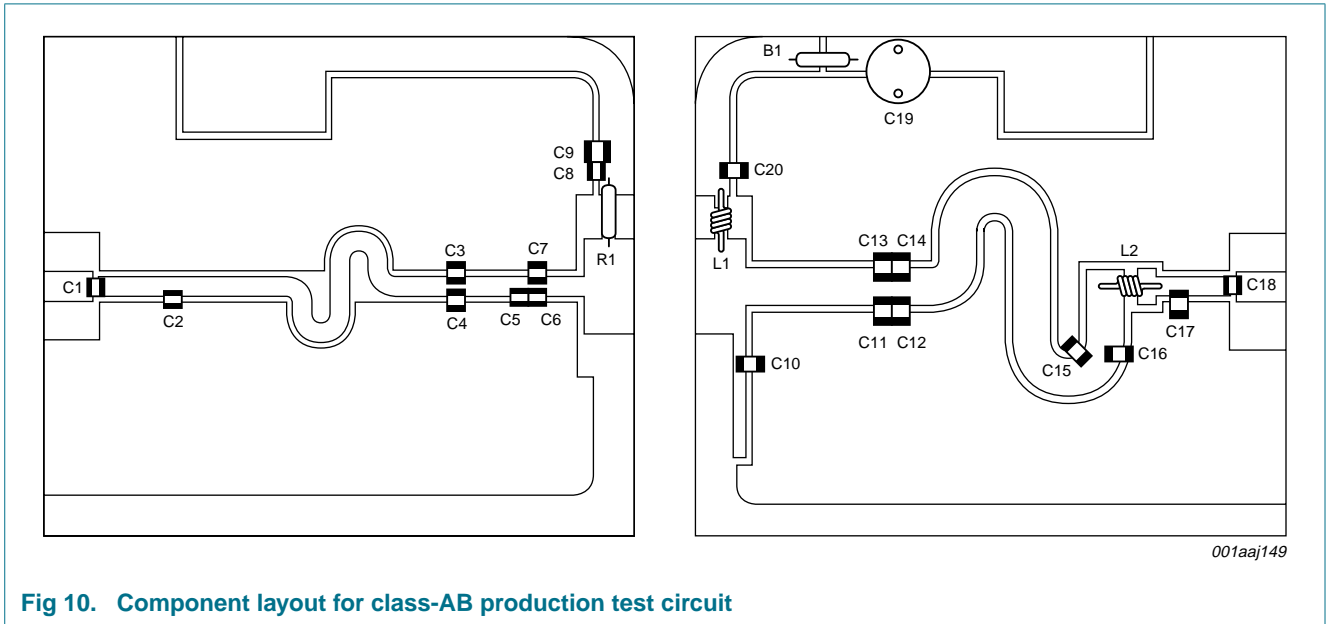 B1
C19
C9
C8
C20
R1
L1
C3
C7
C13 C14
L2
C1
C2
C4
C5
C6
C18
C17
C11
C12
C10
C15
C16
001aaj149
Fig 10. Component layout for class-AB production test circuit